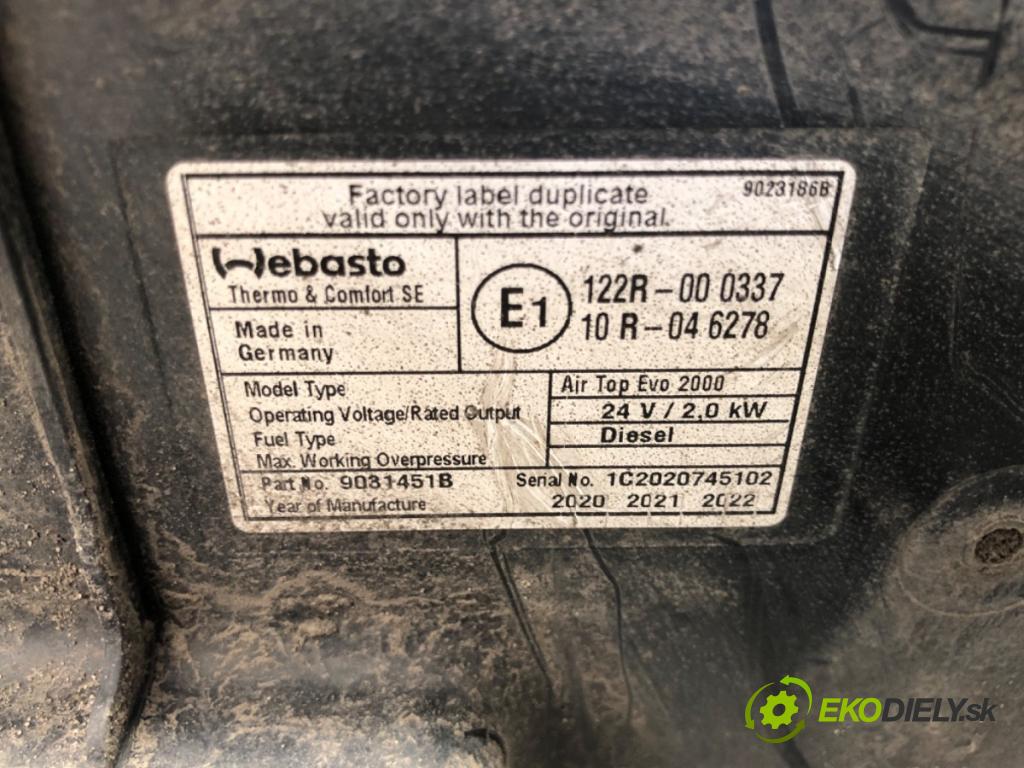 Factory label duplicate
valid only with the original.
9023186B
Webasto
Thermo & Comfort SE
Made in
Germany
E1
122R-00 0337
10 R-04 6278
Model Type Air Top Evo 2000
Operating Voltage/Rated Output 24 V / 2,0 kW
Fuel Type Diesel
Max. Working Overpressure
Part No. 9031451B Serial No. 1C2020745102
Year of Manufacture 2020 2021 2022
EKODIELY.sk